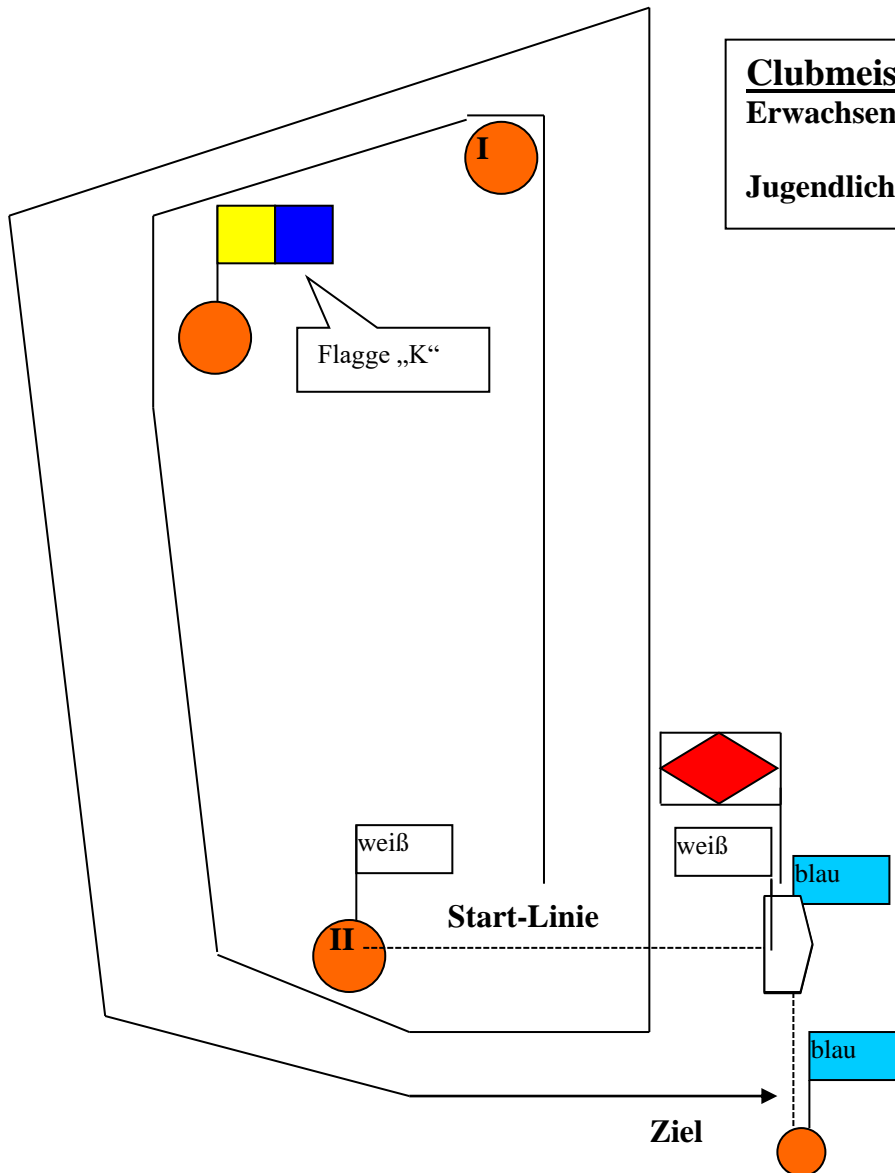 Clubmeis
Erwachsen
Jugendlich
I
Flagge „K“
weiß
weiß
blau
Start-Linie
II
blau
Ziel